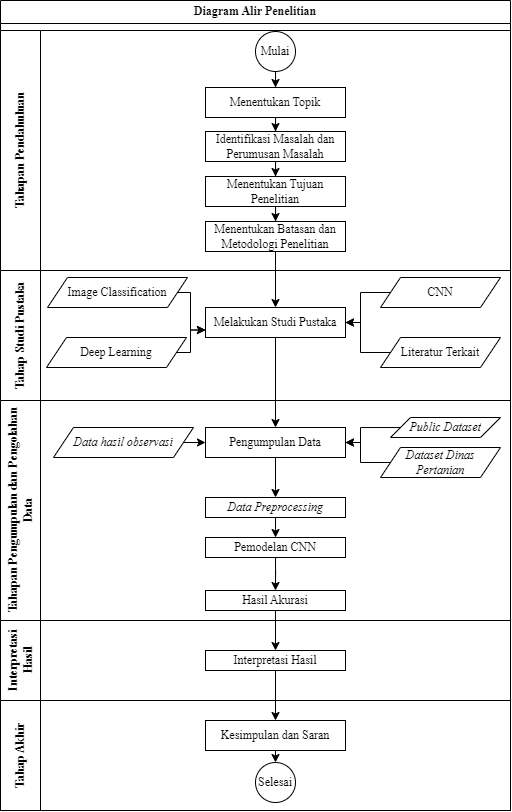 Diagram Alir Penelitian
Tahapan Pendahuluan
Mulai
Menentukan Topik
Identifikasi Masalah dan
Perumusan Masalah
Menentukan Tujuan
Penelitian
Menentukan Batasan dan
Metodologi Penelitian
Tahap Studi Pustaka
Image Classification
Deep Learning
Melakukan Studi Pustaka
CNN
Literatur Terkait
Tahapan Pengumpulan dan Pengolahan
Data
Data hasil observasi
Pengumpulan Data
Public Dataset
Dataset Dinas
Pertanian
Data Preprocessing
Pemodelan CNN
Hasil Akurasi
Interpretasi
Hasil
Interpretasi Hasil
Tahap Akhir
Kesimpulan dan Saran
Selesai